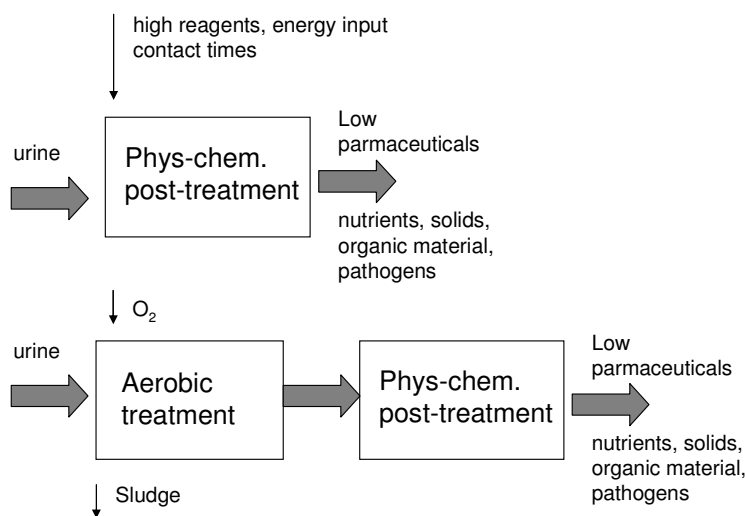 high reagents, energy input
contact times
urine
Phys-chem.
post-treatment
Low
parmaceuticals
nutrients, solids,
organic material,
pathogens
O₂
urine
Aerobic
treatment
Phys-chem.
post-treatment
Low
parmaceuticals
nutrients, solids,
organic material,
pathogens
Sludge